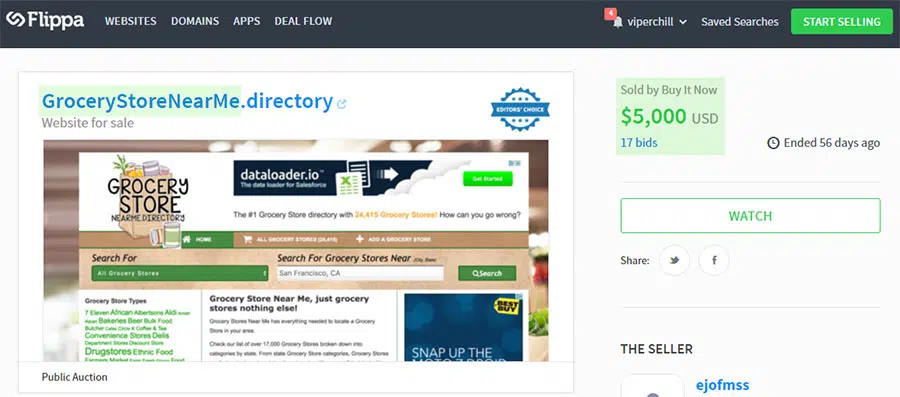 Flippa WEBSITES DOMAINS APPS DEAL FLOW 4 viperchill Saved Searches START SELLING
GroceryStoreNearMe.directory
Website for sale
EDITORS' CHOICE
GROCERY
STORE
NEARME.DIRECTORY
dataloader.io™
The data loader for Salesforce
Get Started
The #1 Grocery Store directory with 24,415 Grocery Stores! How can you go wrong?
HOME ALL GROCERY STORES (24,415) ADD A GROCERY STORE
Search For
All Grocery Stores
Search For Grocery Stores Near (City, State)
San Francisco, CA
Search
Grocery Store Types
7 Eleven African Albertsons Aldi
Bakeries Beer Bulk Food
Butcher Cafes Circle K Coffee & Tea
Convenience Stores Delis
Department Stores Discount Store
Drugstores Ethnic Food
Grocery Store Near Me, just grocery
stores nothing else!
Grocery Stores Near Me has everything needed to locate a Grocery
Store in your area.
Check our list of over 17,000 Grocery Stores broken down into
categories by state. From state Grocery Store categories, Grocery Stores
BEST
BUY
SNAP UP THE
Public Auction
Sold by Buy It Now
$5,000 USD
17 bids
Ended 56 days ago
WATCH
Share:
THE SELLER
ejofmss